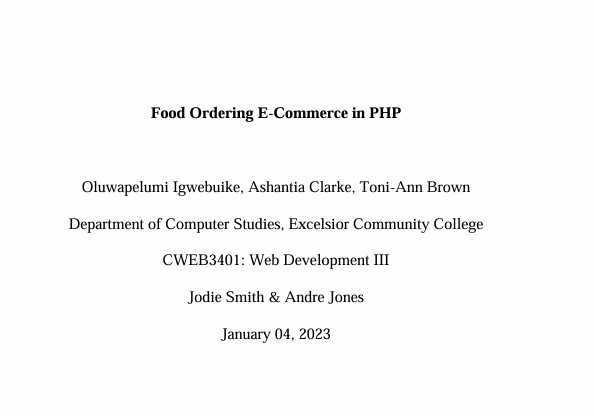 Food Ordering E-Commerce in PHP
Oluwapelumi Igwebuike, Ashantia Clarke, Toni-Ann Brown
Department of Computer Studies, Excelsior Community College
CWEB3401: Web Development III
Jodie Smith & Andre Jones
January 04, 2023